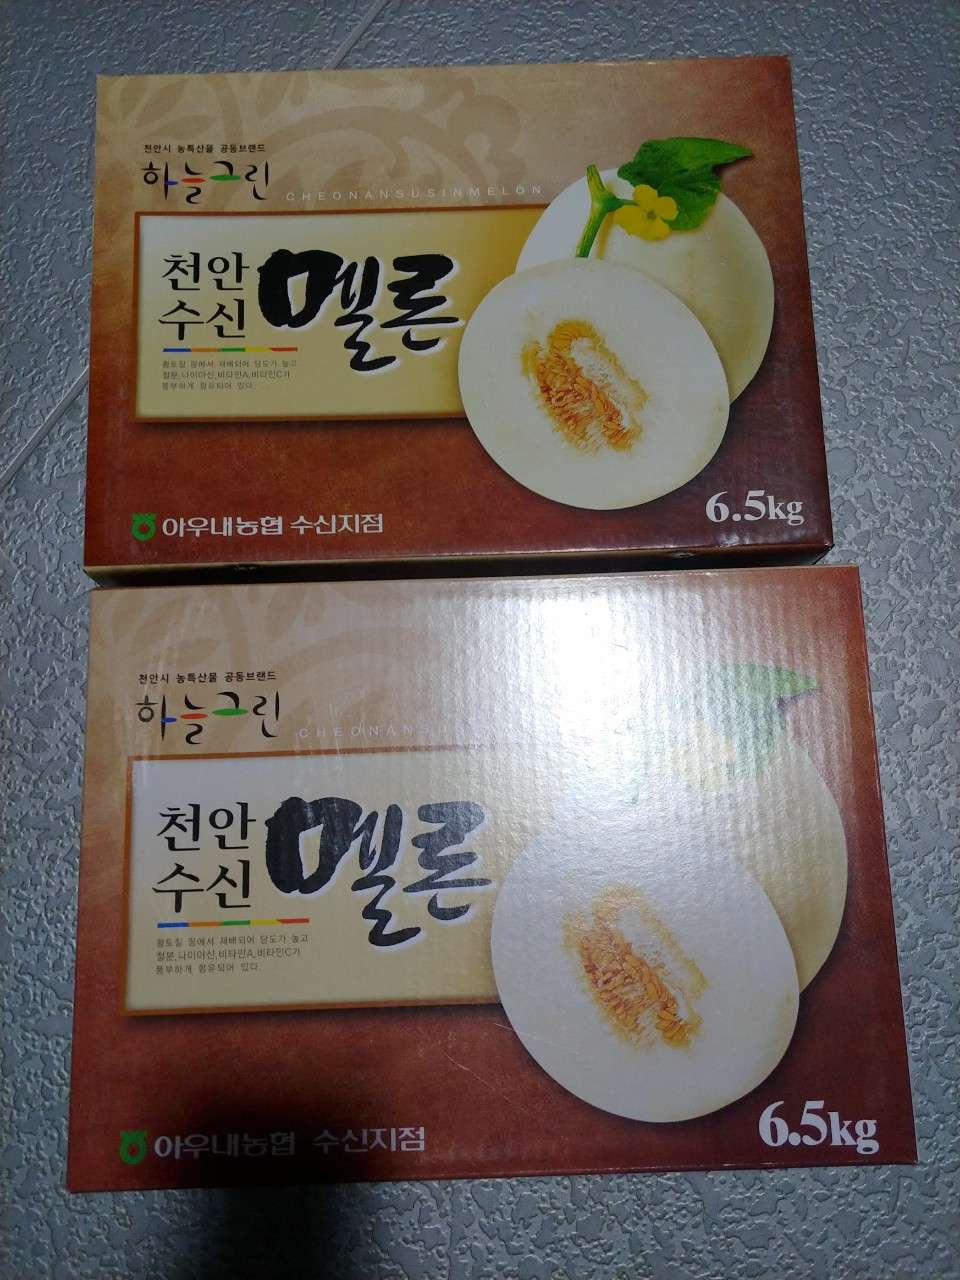 천안시 농특산물 공동브랜드
하늘그린
CHEONANSUSINMELON
천안
수신
멜론
황토질 땅에서 재배되어 당도가 높고
철분,나이아신,비타민A,비타민C가
풍부하게 함유되어 있다.
아우내농협 수신지점
6.5kg
천안시 농특산물 공동브랜드
하늘그린
CHEONANSU
천안
수신
멜론
황토질 땅에서 재배되어 당도가 높고
철분,나이아신,비타민A,비타민C가
풍부하게 함유되어 있다.
아우내농협 수신지점
6.5kg